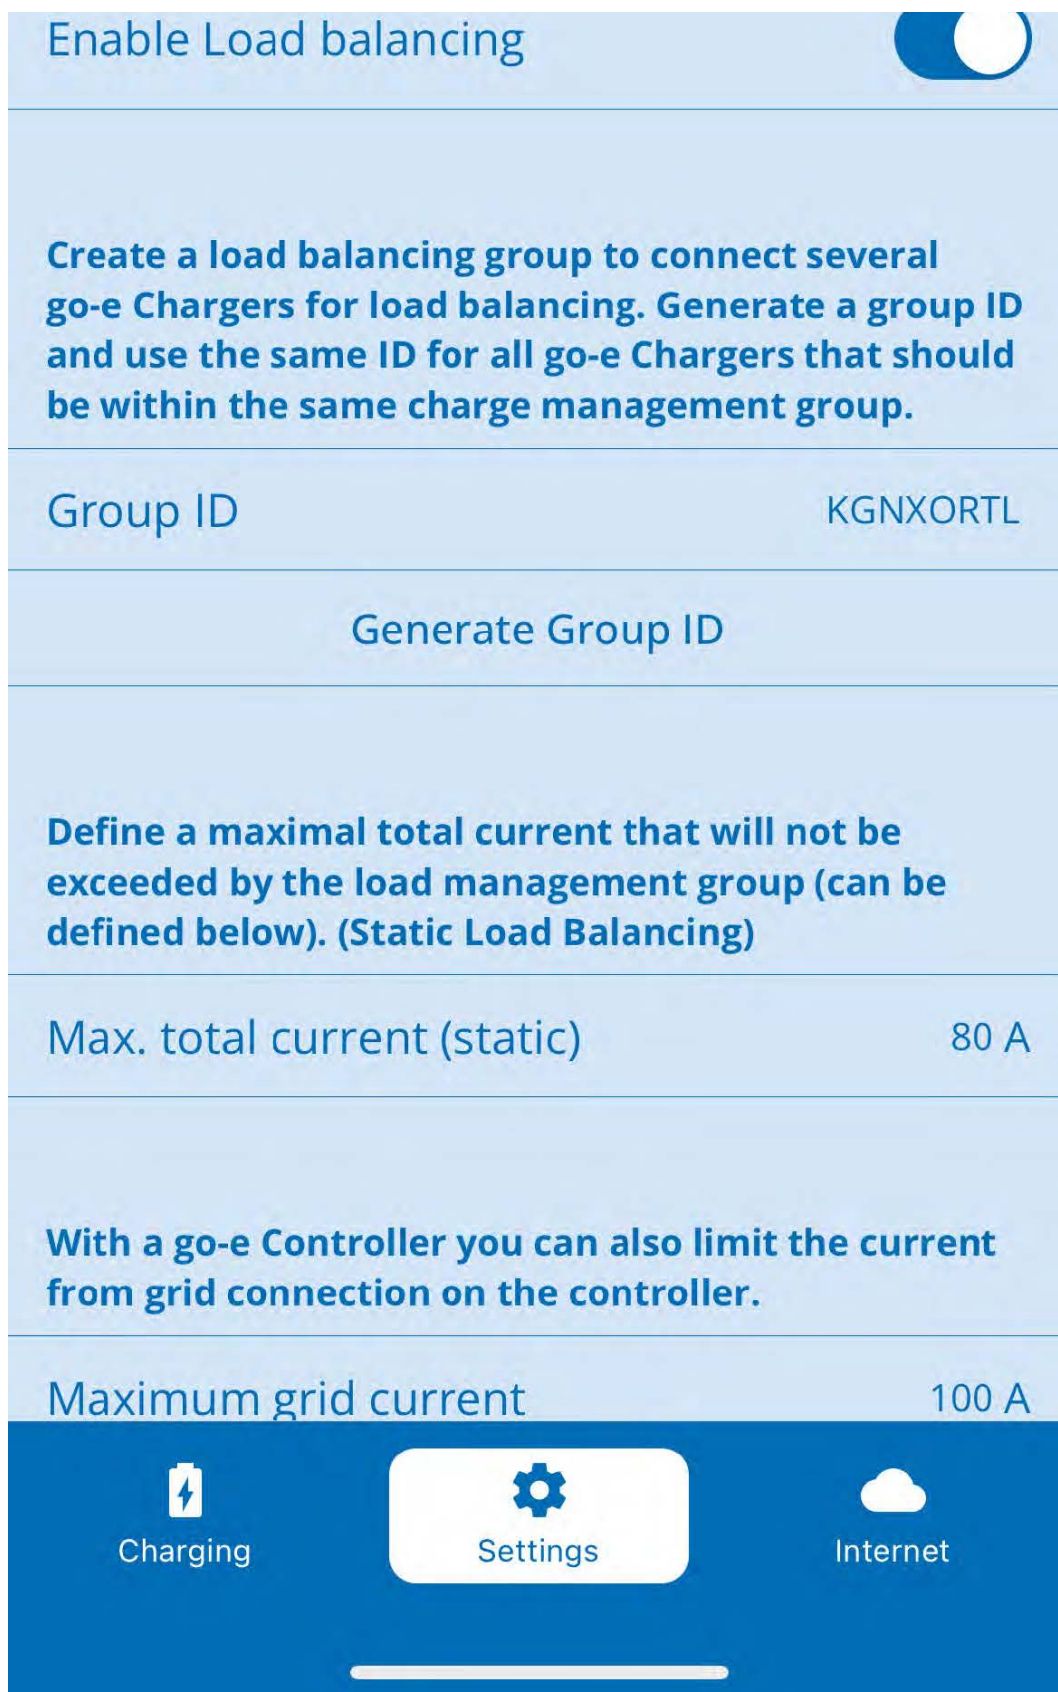 Enable Load balancing
Create a load balancing group to connect several
go-e Chargers for load balancing. Generate a group ID
and use the same ID for all go-e Chargers that should
be within the same charge management group.
Group ID KGNXORTL
Generate Group ID
Define a maximal total current that will not be
exceeded by the load management group (can be
defined below). (Static Load Balancing)
Max. total current (static) 80 A
With a go-e Controller you can also limit the current
from grid connection on the controller.
Maximum grid current 100 A
Charging Settings Internet